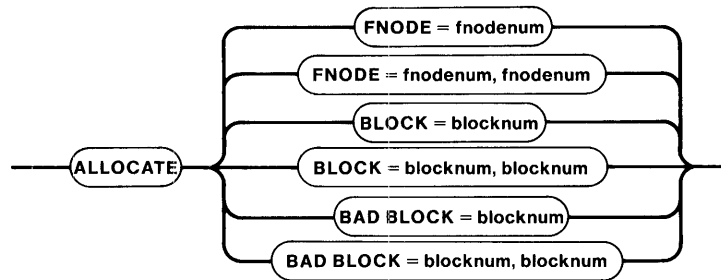 FNODE = fnodenum
FNODE = fnodenum, fnodenum
BLOCK = blocknum
ALLOCATE
BLOCK = blocknum, blocknum
BAD BLOCK = blocknum
BAD BLOCK = blocknum, blocknum